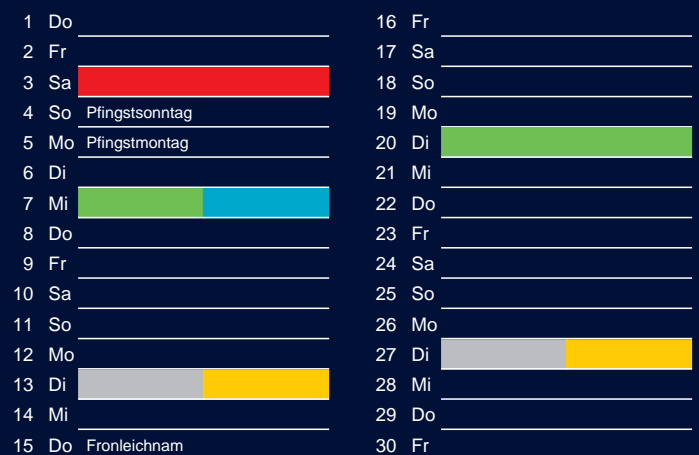 1 Do
2 Fr
3 Sa
4 So Pfingstsonntag
5 Mo Pfingstmontag
6 Di
7 Mi
8 Do
9 Fr
10 Sa
11 So
12 Mo
13 Di
14 Mi
15 Do Fronleichnam
16 Fr
17 Sa
18 So
19 Mo
20 Di
21 Mi
22 Do
23 Fr
24 Sa
25 So
26 Mo
27 Di
28 Mi
29 Do
30 Fr